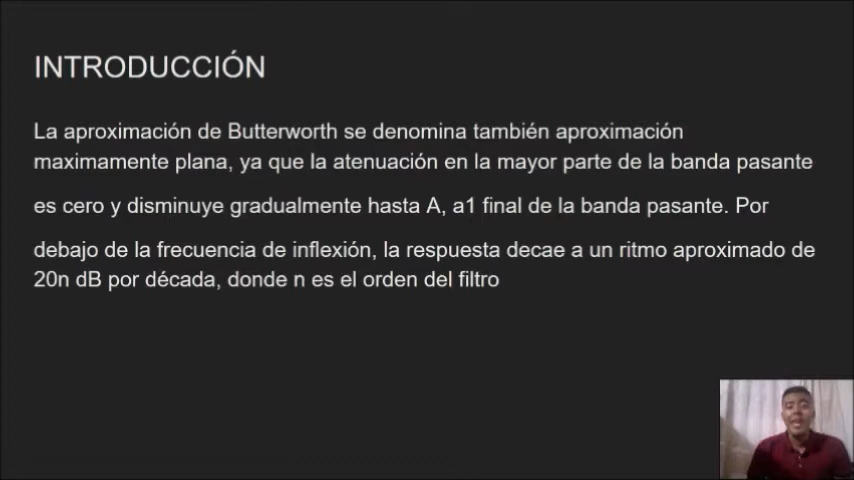 INTRODUCCIÓN
La aproximación de Butterworth se denomina también aproximación
maximamente plana, ya que la atenuación en la mayor parte de la banda pasante
es cero y disminuye gradualmente hasta A, a1 final de la banda pasante. Por
debajo de la frecuencia de inflexión, la respuesta decae a un ritmo aproximado de
20n dB por década, donde n es el orden del filtro